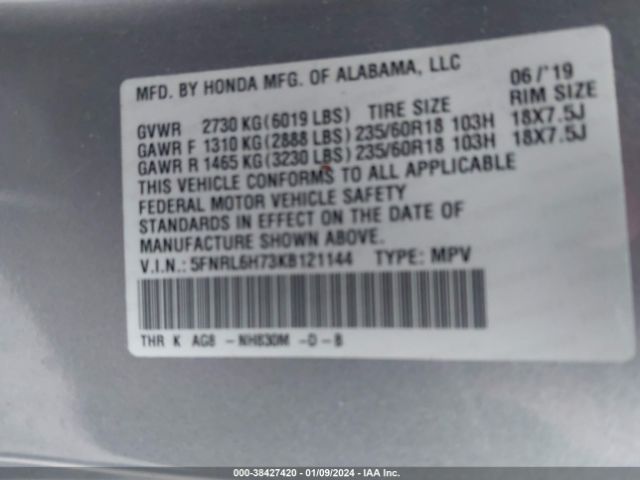 MFD. BY HONDA MFG. OF ALABAMA, LLC 06/'19
GVWR 2730 KG(6019 LBS) TIRE SIZE RIM SIZE
GAWR F 1310 KG(2888 LBS) 235/60R18 103H 18X7.5J
GAWR R 1465 KG(3230 LBS) 235/60R18 103H 18X7.5J
THIS VEHICLE CONFORMS TO ALL APPLICABLE
FEDERAL MOTOR VEHICLE SAFETY
STANDARDS IN EFFECT ON THE DATE OF
MANUFACTURE SHOWN ABOVE.
V.I.N.: 5FNRL6H73KB121144 TYPE: MPV
THR K AG8 - NH830M -D-B
000-38427420 - 01/09/2024 - IAA Inc.